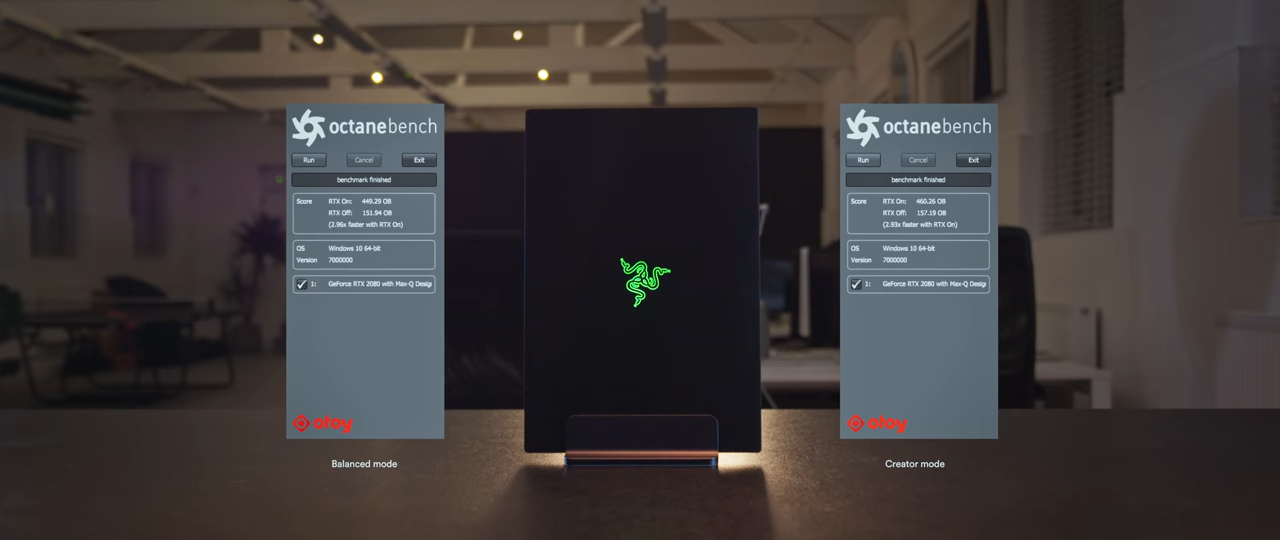 octanebench
Run Cancel Exit
benchmark finished
Score RTX On: 449.29 OB
RTX Off: 151.94 OB
(2.96x faster with RTX On)
OS Windows 10 64-bit
Version 7000000
1: GeForce RTX 2080 with Max-Q Desig
otoy
Balanced mode
octanebench
Run Cancel Exit
benchmark finished
Score RTX On: 460.26 OB
RTX Off: 157.19 OB
(2.93x faster with RTX On)
OS Windows 10 64-bit
Version 7000000
1: GeForce RTX 2080 with Max-Q Desig
otoy
Creator mode